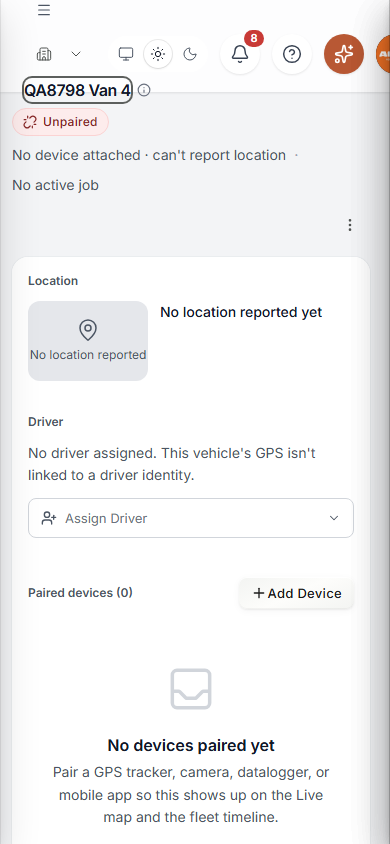 8
QA8798 Van 4
Unpaired
No device attached · can't report location ·
No active job
Location
No location reported
No location reported yet
Driver
No driver assigned. This vehicle's GPS isn't
linked to a driver identity.
Assign Driver
Paired devices (0)
Add Device
No devices paired yet
Pair a GPS tracker, camera, datalogger, or
mobile app so this shows up on the Live
map and the fleet timeline.